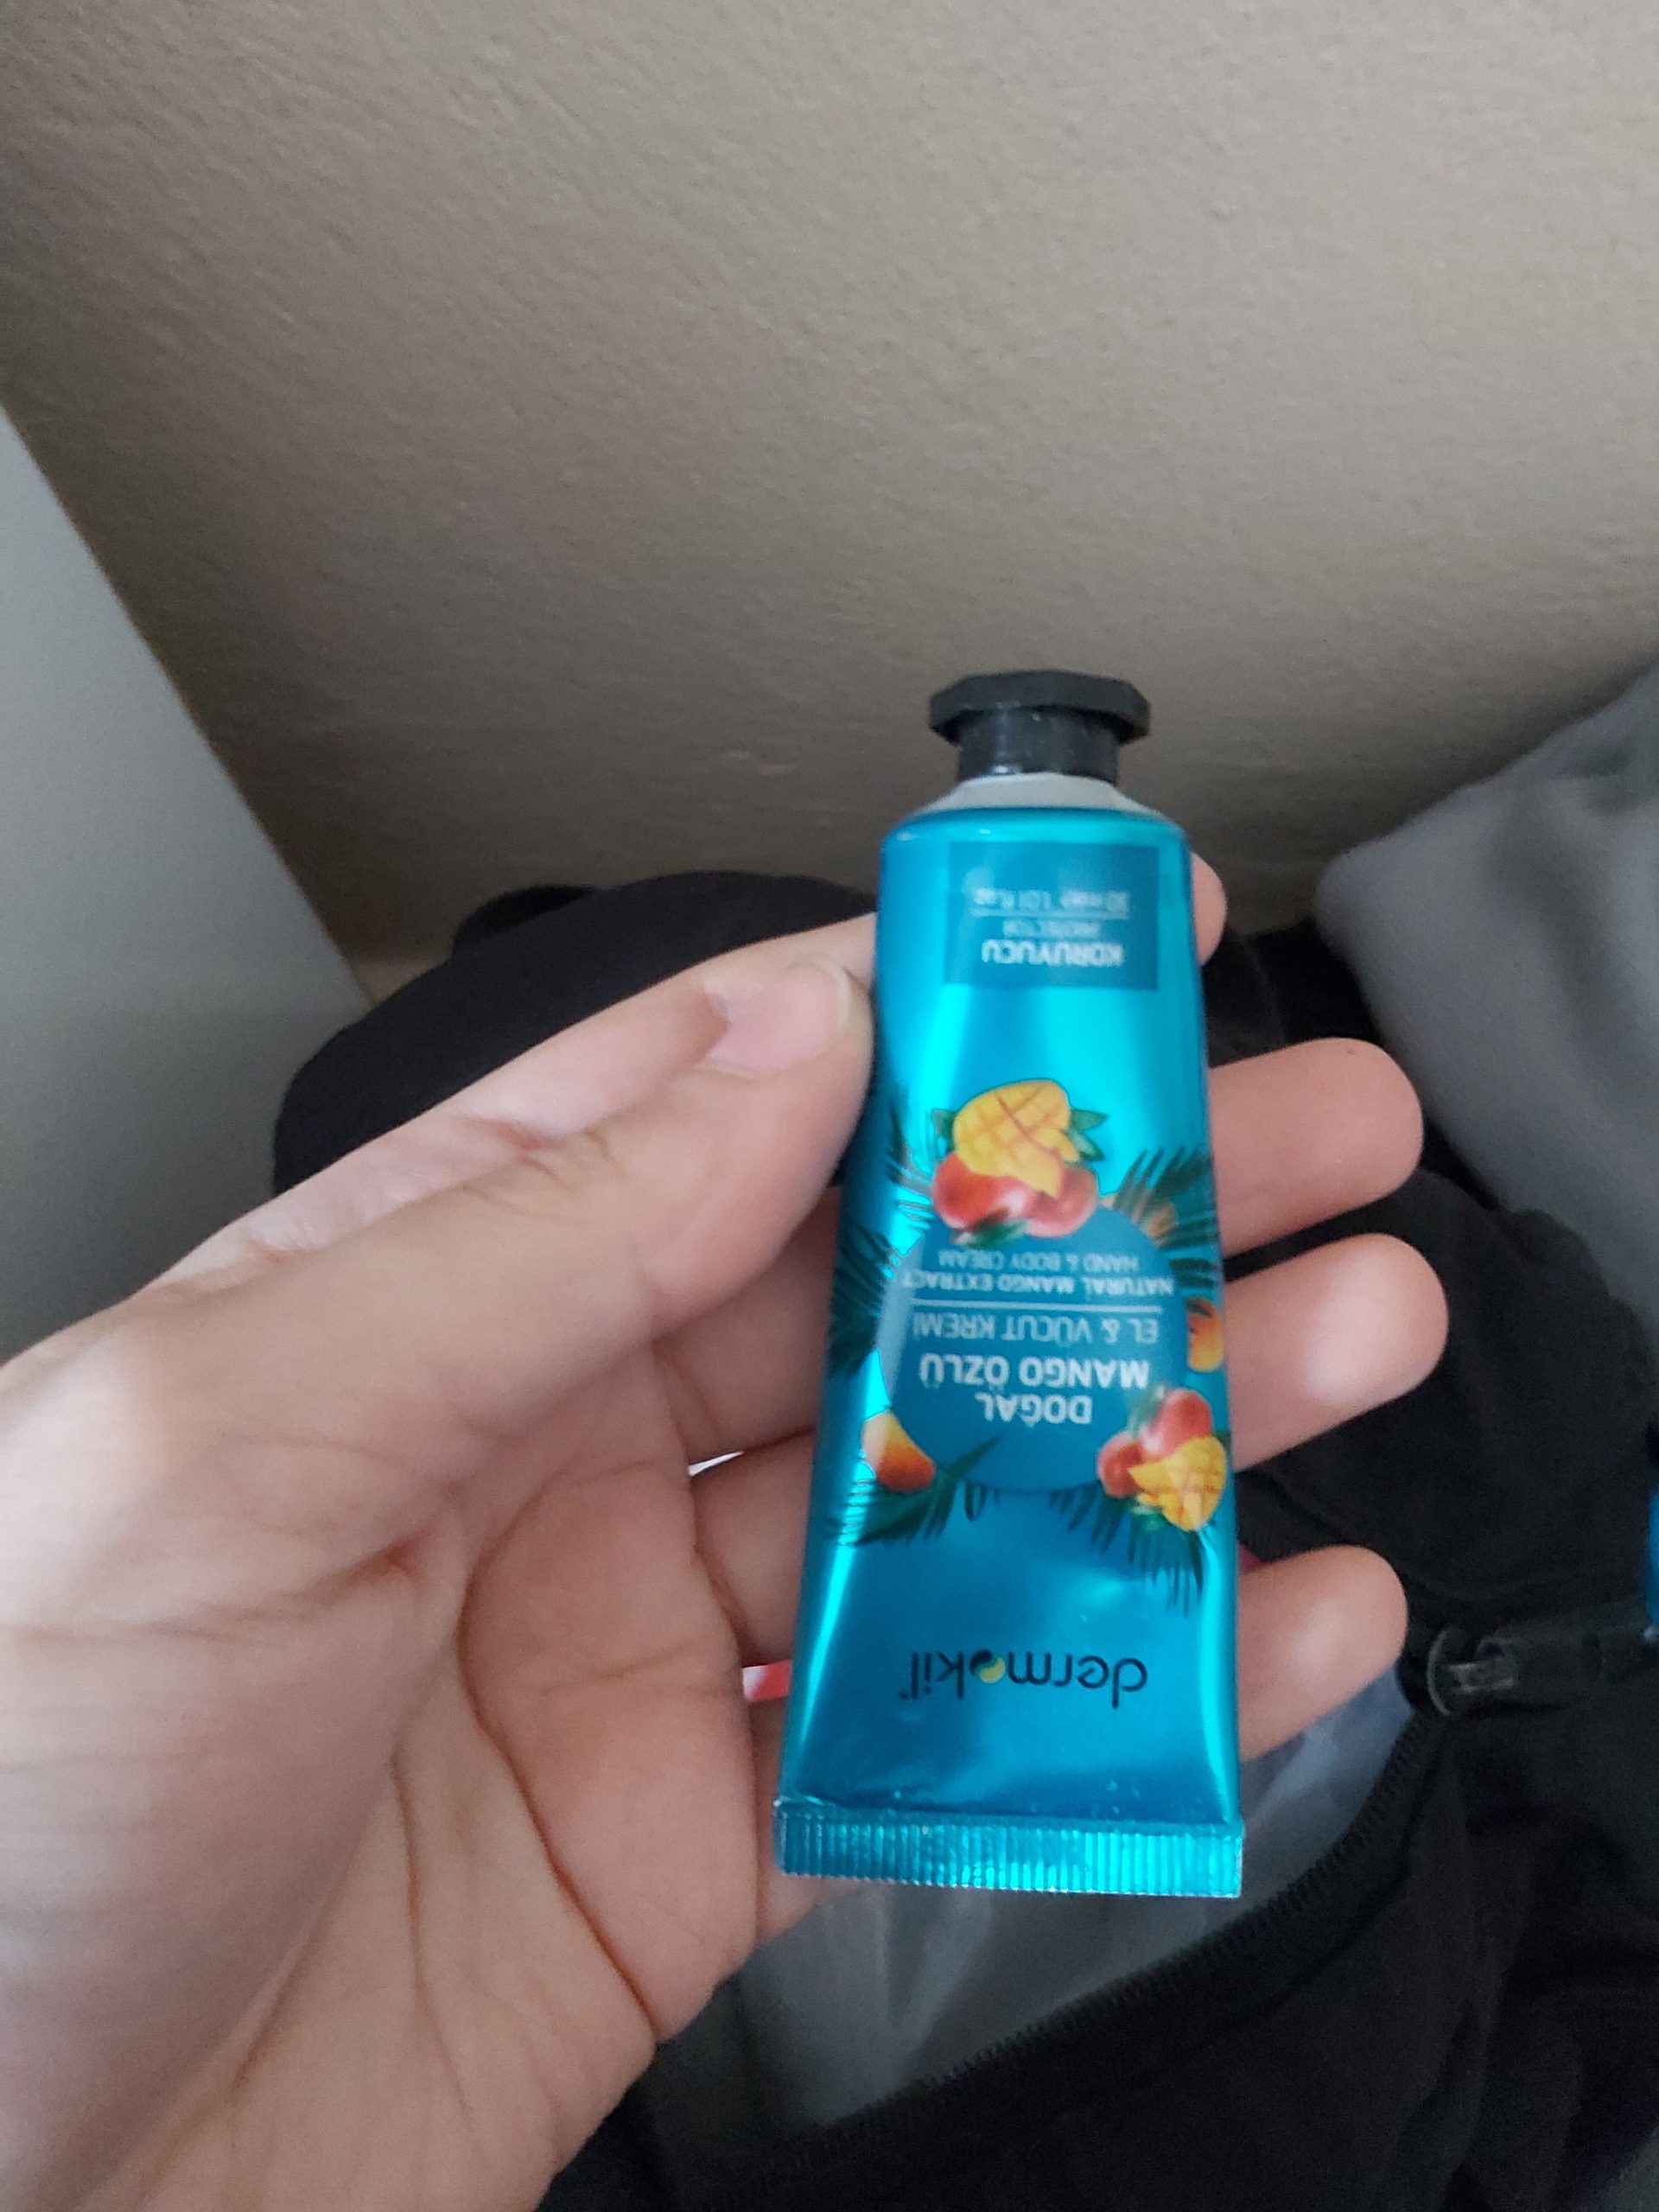 dermokil
DOĞAL
MANGO ÖZLÜ
EL & VÜCUT KREMİ
NATURAL MANGO EXTRACT
HAND & BODY CREAM
KORUYUCU
PROTECTOR
30 ml℮ 1.01 fl.oz